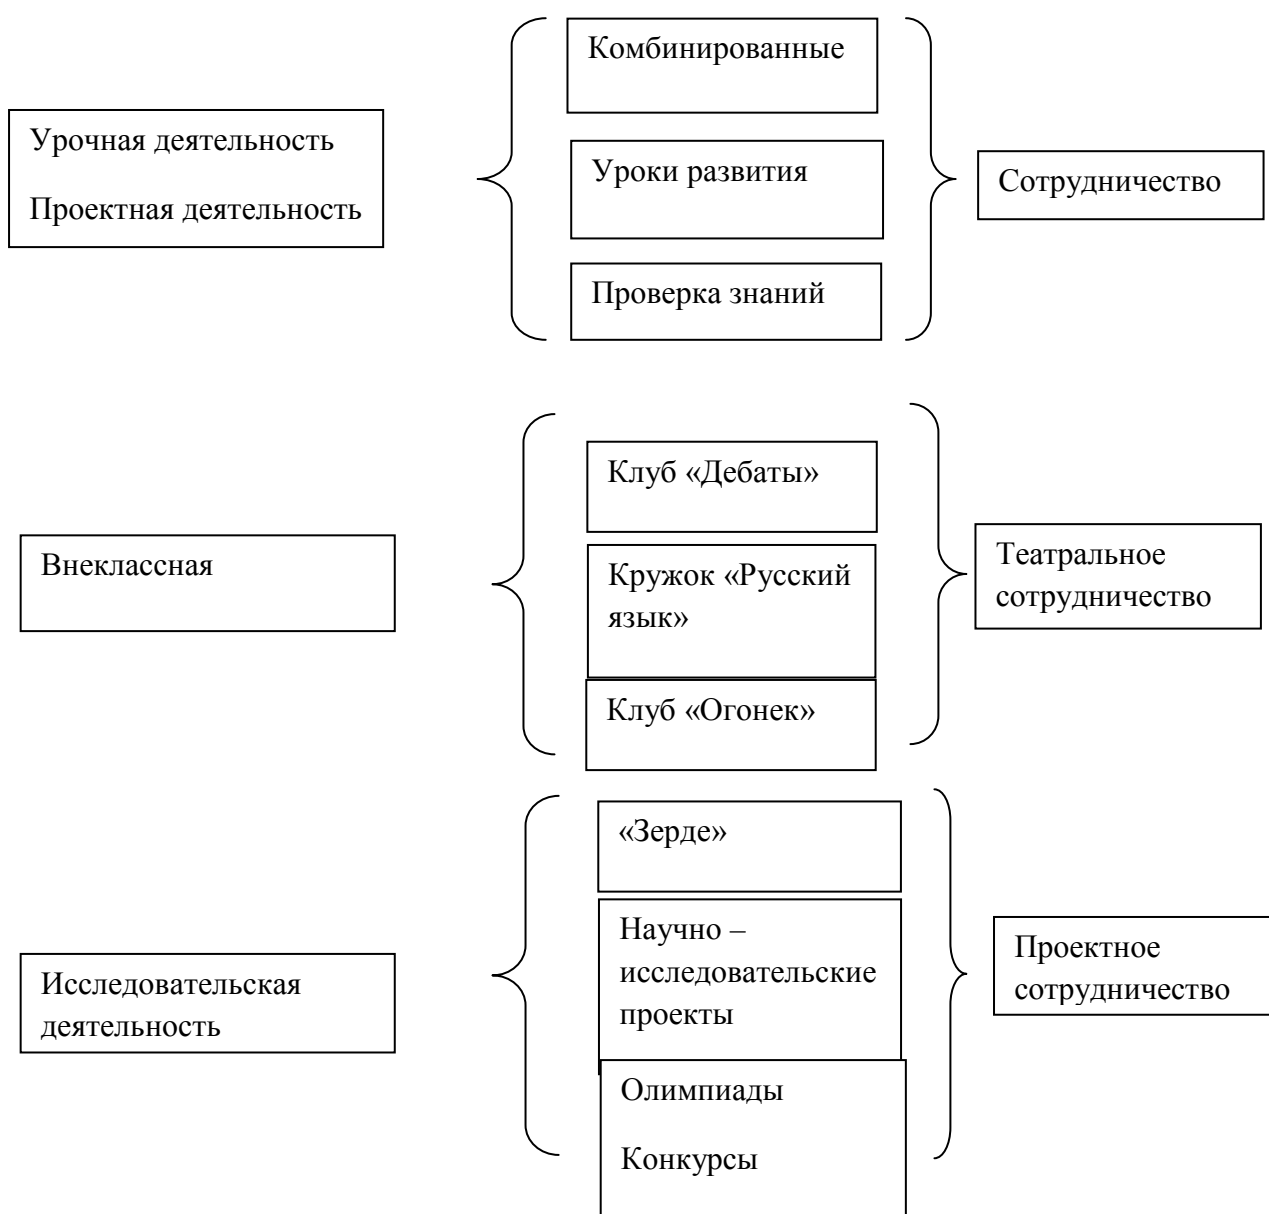 Урочная деятельность
Проектная деятельность
Комбинированные
Уроки развития
Проверка знаний
Сотрудничество
Внеклассная
Клуб «Дебаты»
Кружок «Русский
язык»
Клуб «Огонек»
Театральное
сотрудничество
Исследовательская
деятельность
«Зерде»
Научно –
исследовательские
проекты
Олимпиады
Конкурсы
Проектное
сотрудничество